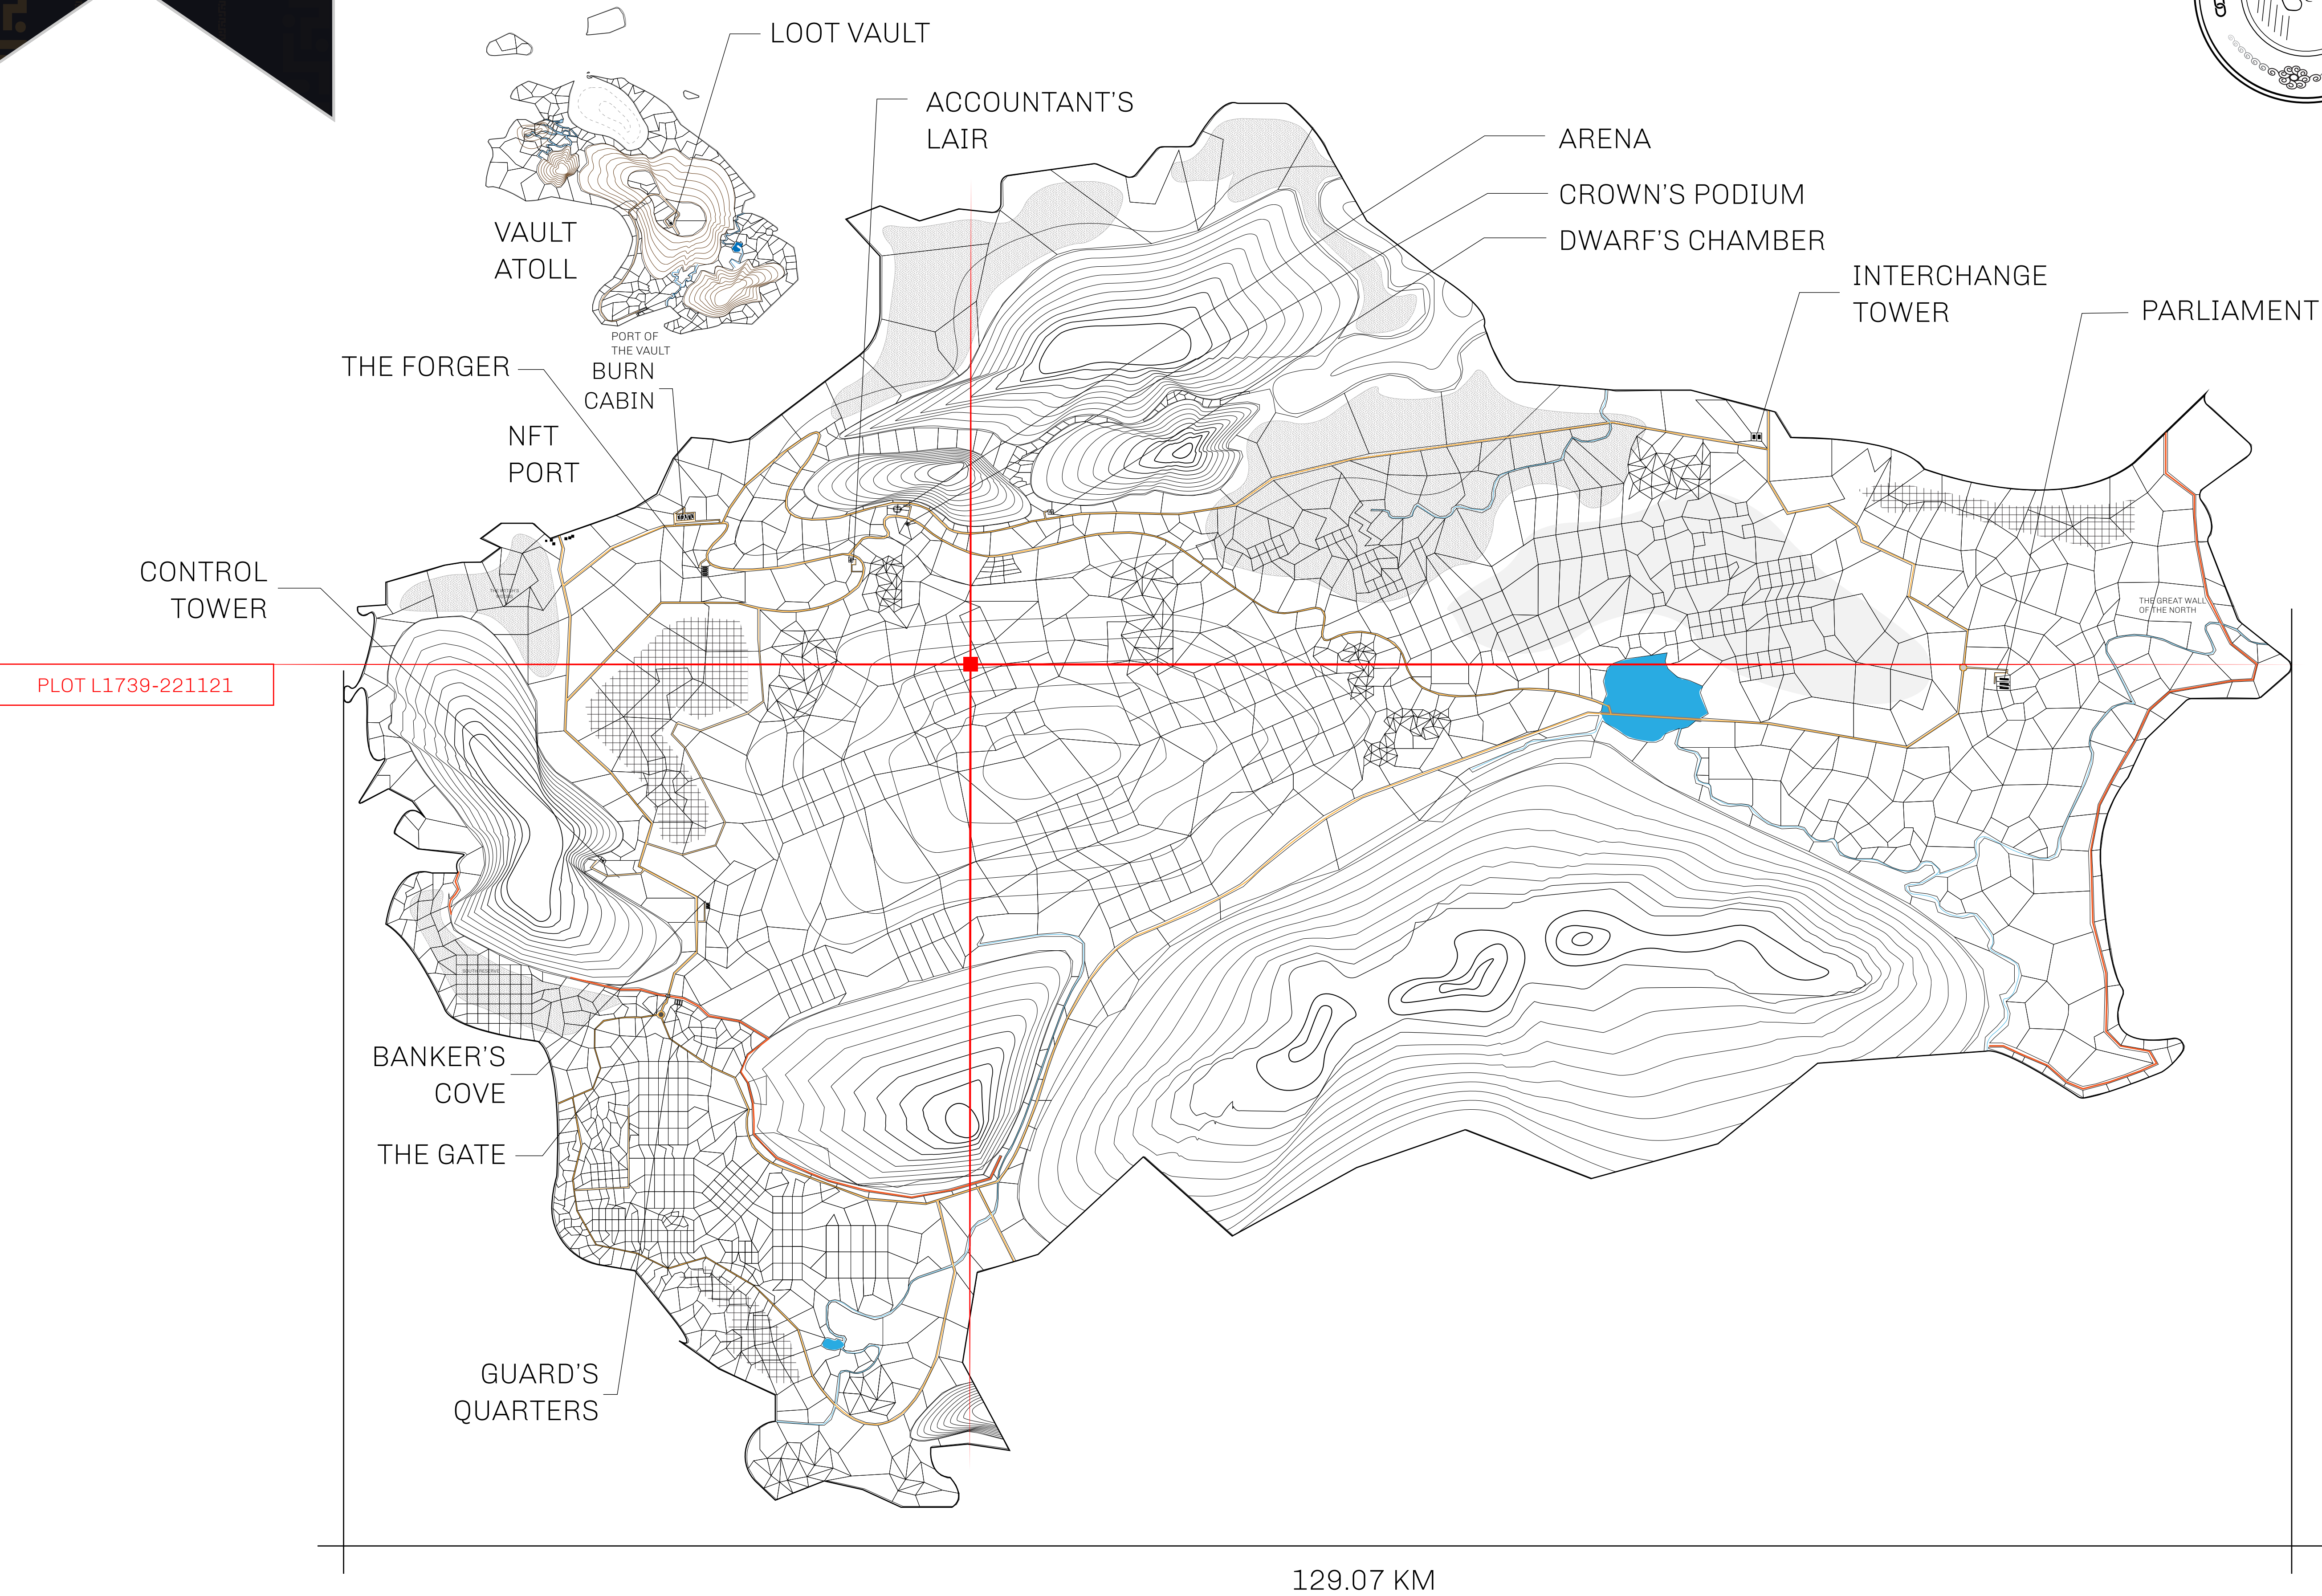 LOOT VAULT
ACCOUNTANT'S
LAIR
ARENA
CROWN'S PODIUM
DWARF'S CHAMBER
VAULT
ATOLL
INTERCHANGE
TOWER
PARLIAMENT
PORT OF
THE VAULT
THE FORGER
BURN
CABIN
NFT
PORT
CONTROL
TOWER
THE GREAT WALL
OF THE NORTH
PLOT L1739-221121
SOUTH RESERVE
BANKER'S
COVE
THE GATE
GUARD'S
QUARTERS
129.07 KM